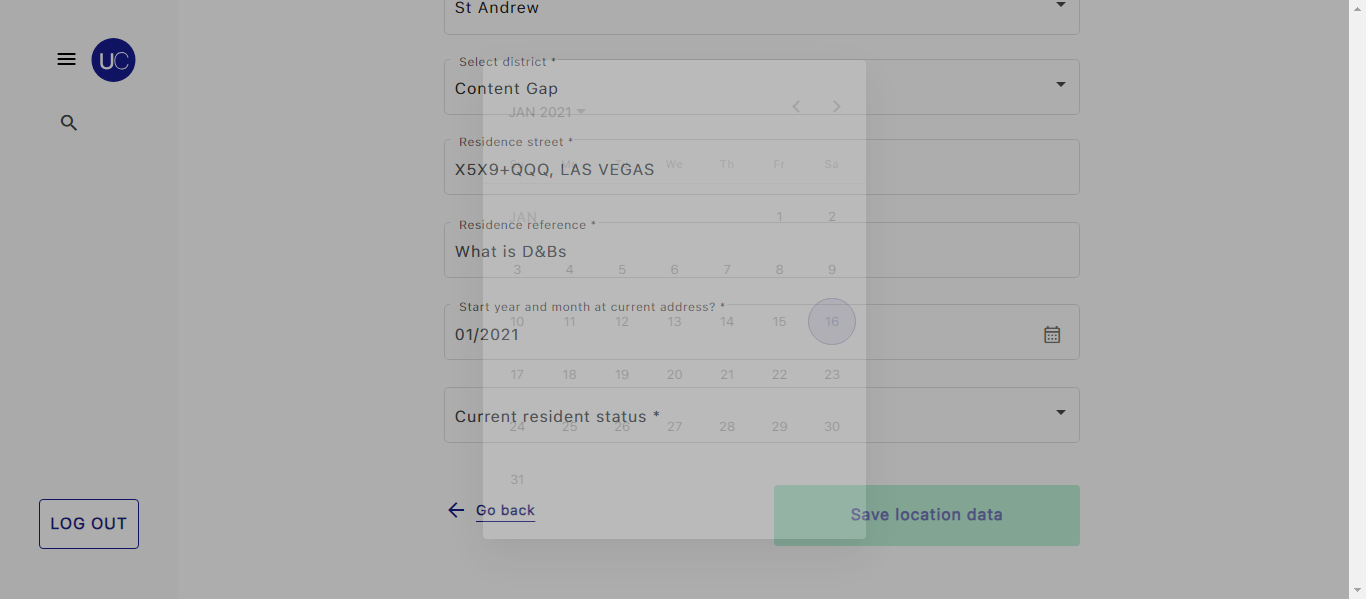 St Andrew
UC
Select district *
Content Gap
JAN 2021
Residence street *
Su Mo Tu We Th Fr Sa
X5X9+QQQ, LAS VEGAS
JAN 1 2
Residence reference *
What is D&Bs
3 4 5 6 7 8 9
Start year and month at current address? *
10 11 12 13 14 15 16
01/2021
17 18 19 20 21 22 23
Current resident status *
24 25 26 27 28 29 30
31
Go back
Save location data
LOG OUT